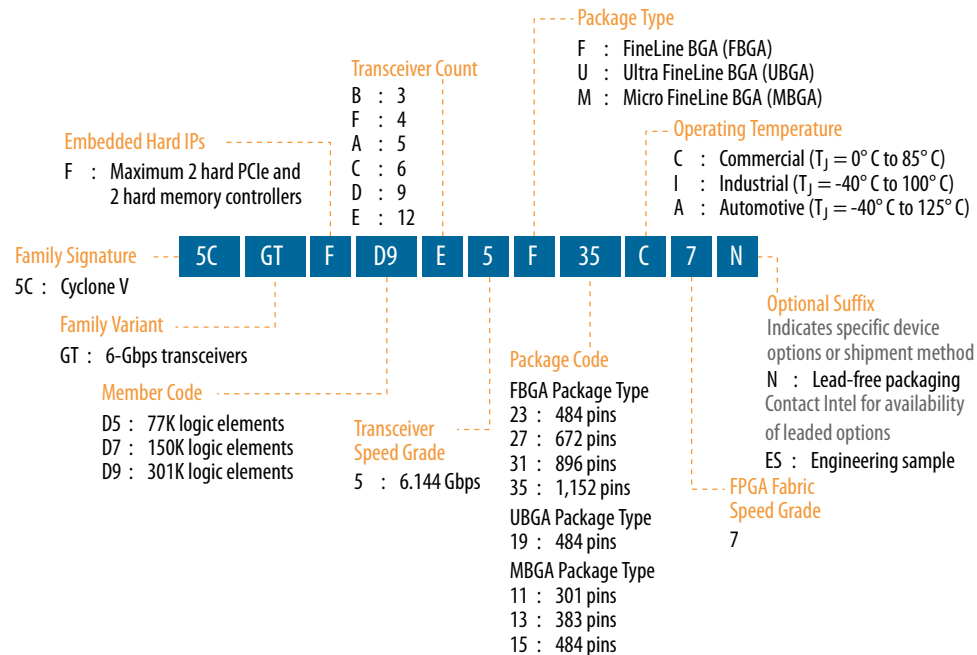 Package Type
F : FineLine BGA (FBGA)
U : Ultra FineLine BGA (UBGA)
M : Micro FineLine BGA (MBGA)
Transceiver Count
B : 3
F : 4
A : 5
C : 6
D : 9
E : 12
Embedded Hard IPs
F : Maximum 2 hard PCIe and
2 hard memory controllers
Operating Temperature
C : Commercial (TJ = 0° C to 85° C)
I : Industrial (TJ = -40° C to 100° C)
A : Automotive (TJ = -40° C to 125° C)
5C GT F D9 E 5 F 35 C 7 N
Family Signature
5C : Cyclone V
Family Variant
GT : 6-Gbps transceivers
Member Code
D5 : 77K logic elements
D7 : 150K logic elements
D9 : 301K logic elements
Transceiver
Speed Grade
5 : 6.144 Gbps
Package Code
FBGA Package Type
23 : 484 pins
27 : 672 pins
31 : 896 pins
35 : 1,152 pins
UBGA Package Type
19 : 484 pins
MBGA Package Type
11 : 301 pins
13 : 383 pins
15 : 484 pins
Optional Suffix
Indicates specific device
options or shipment method
N : Lead-free packaging
Contact Intel for availability
of leaded options
ES : Engineering sample
FPGA Fabric
Speed Grade
7